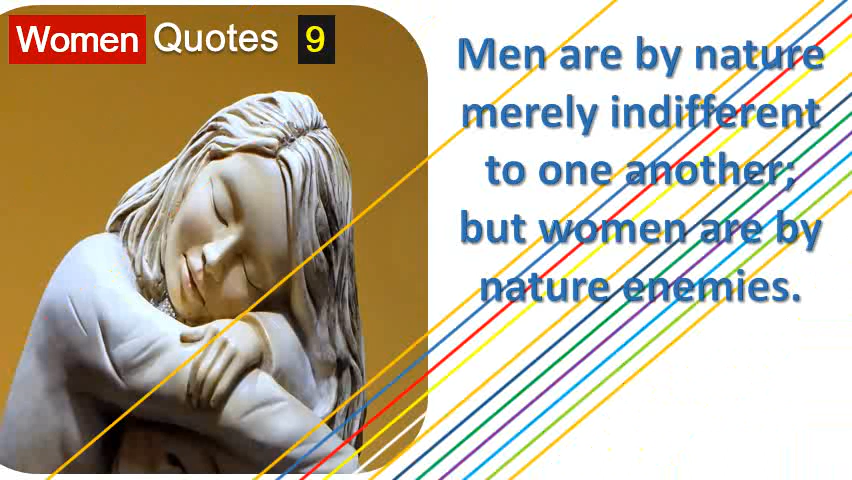 Women Quotes 9
Men are by nature
merely indifferent
to one another;
but women are by
nature enemies.